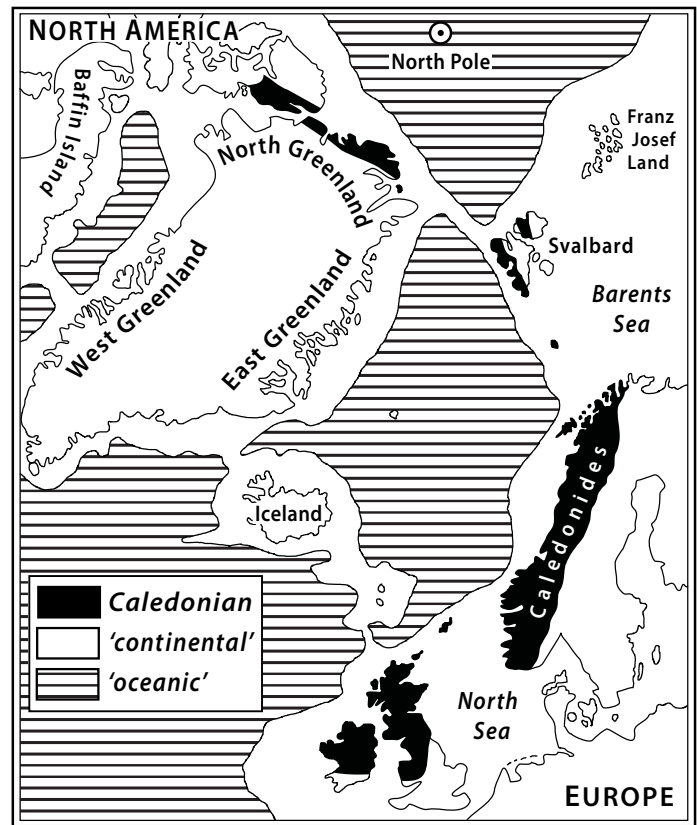 NORTH AMERICA
North Pole
Baffin Island
Franz
Josef
Land
North Greenland
Svalbard
West Greenland
East Greenland
Barents
Sea
Caledonides
Iceland
Caledonian
'continental'
'oceanic'
North
Sea
EUROPE